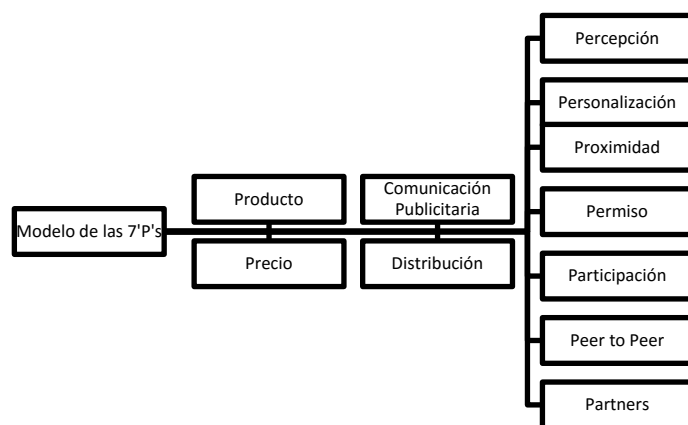 Modelo de las 7'P's
Producto
Comunicación
Publicitaria
Precio
Distribución
Percepción
Personalización
Proximidad
Permiso
Participación
Peer to Peer
Partners